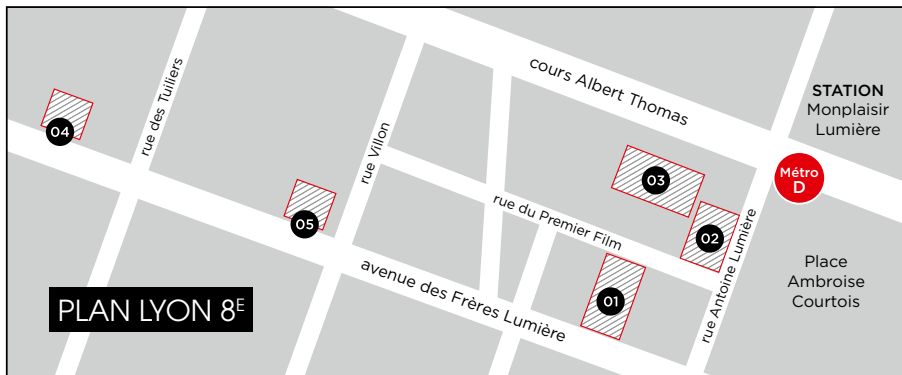 rue des Tuiliers
rue Villon
cours Albert Thomas
STATION
Monplaisir
Lumière
Métro
D
04
03
05
rue du Premier Film
02
rue Antoine Lumière
Place
Ambroise
Courtois
avenue des Frères Lumière
01
PLAN LYON 8E